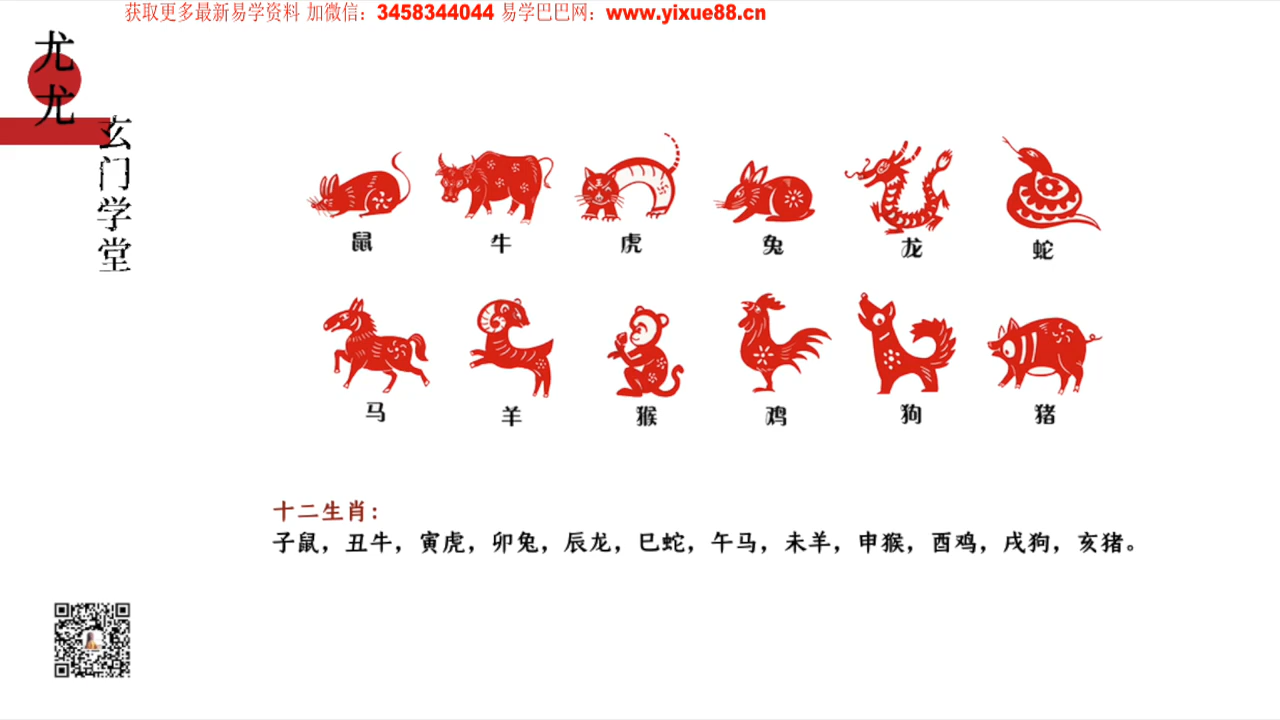 获取更多最新易学资料 加微信：3458344044 易学巴巴网：www.yixue88.cn
尤尤
玄门学堂
鼠 牛 虎 兔 龙 蛇
马 羊 猴 鸡 狗 猪
十二生肖：
子鼠，丑牛，寅虎，卯兔，辰龙，巳蛇，午马，未羊，申猴，酉鸡，戌狗，亥猪。